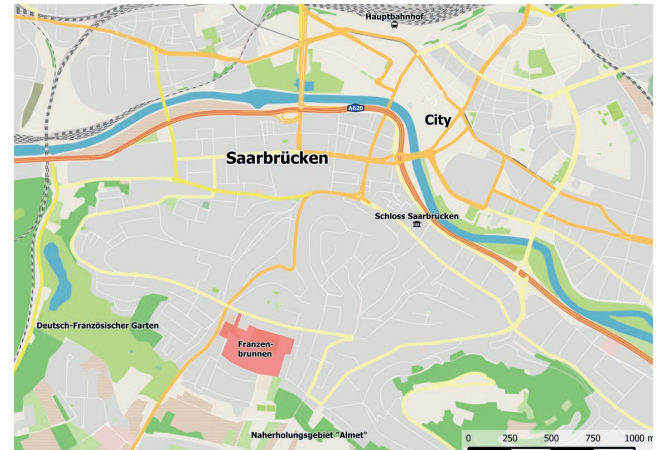 Hauptbahnhof
A620
City
Saarbrücken
Schloss Saarbrücken
Deutsch-Französischer Garten
Franzen-
brunnen
Naherholungsgebiet "Almet"
0 250 500 750 1000 m